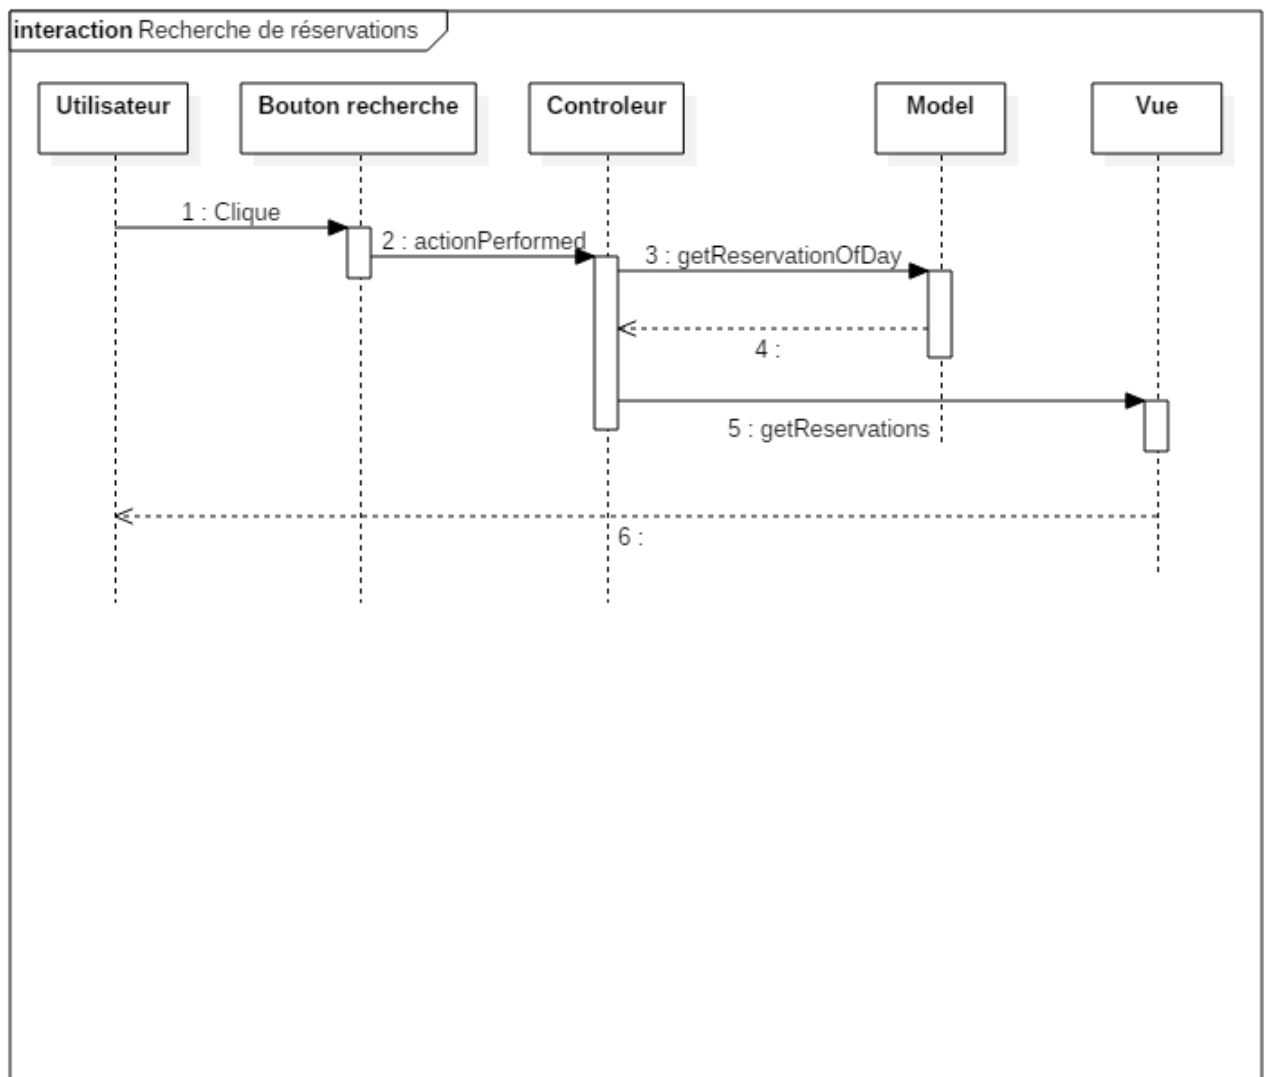 interaction Recherche de réservations
Utilisateur
Bouton recherche
Controleur
Model
Vue
1 : Clique
2 : actionPerformed
3 : getReservationOfDay
4 :
5 : getReservations
6 :